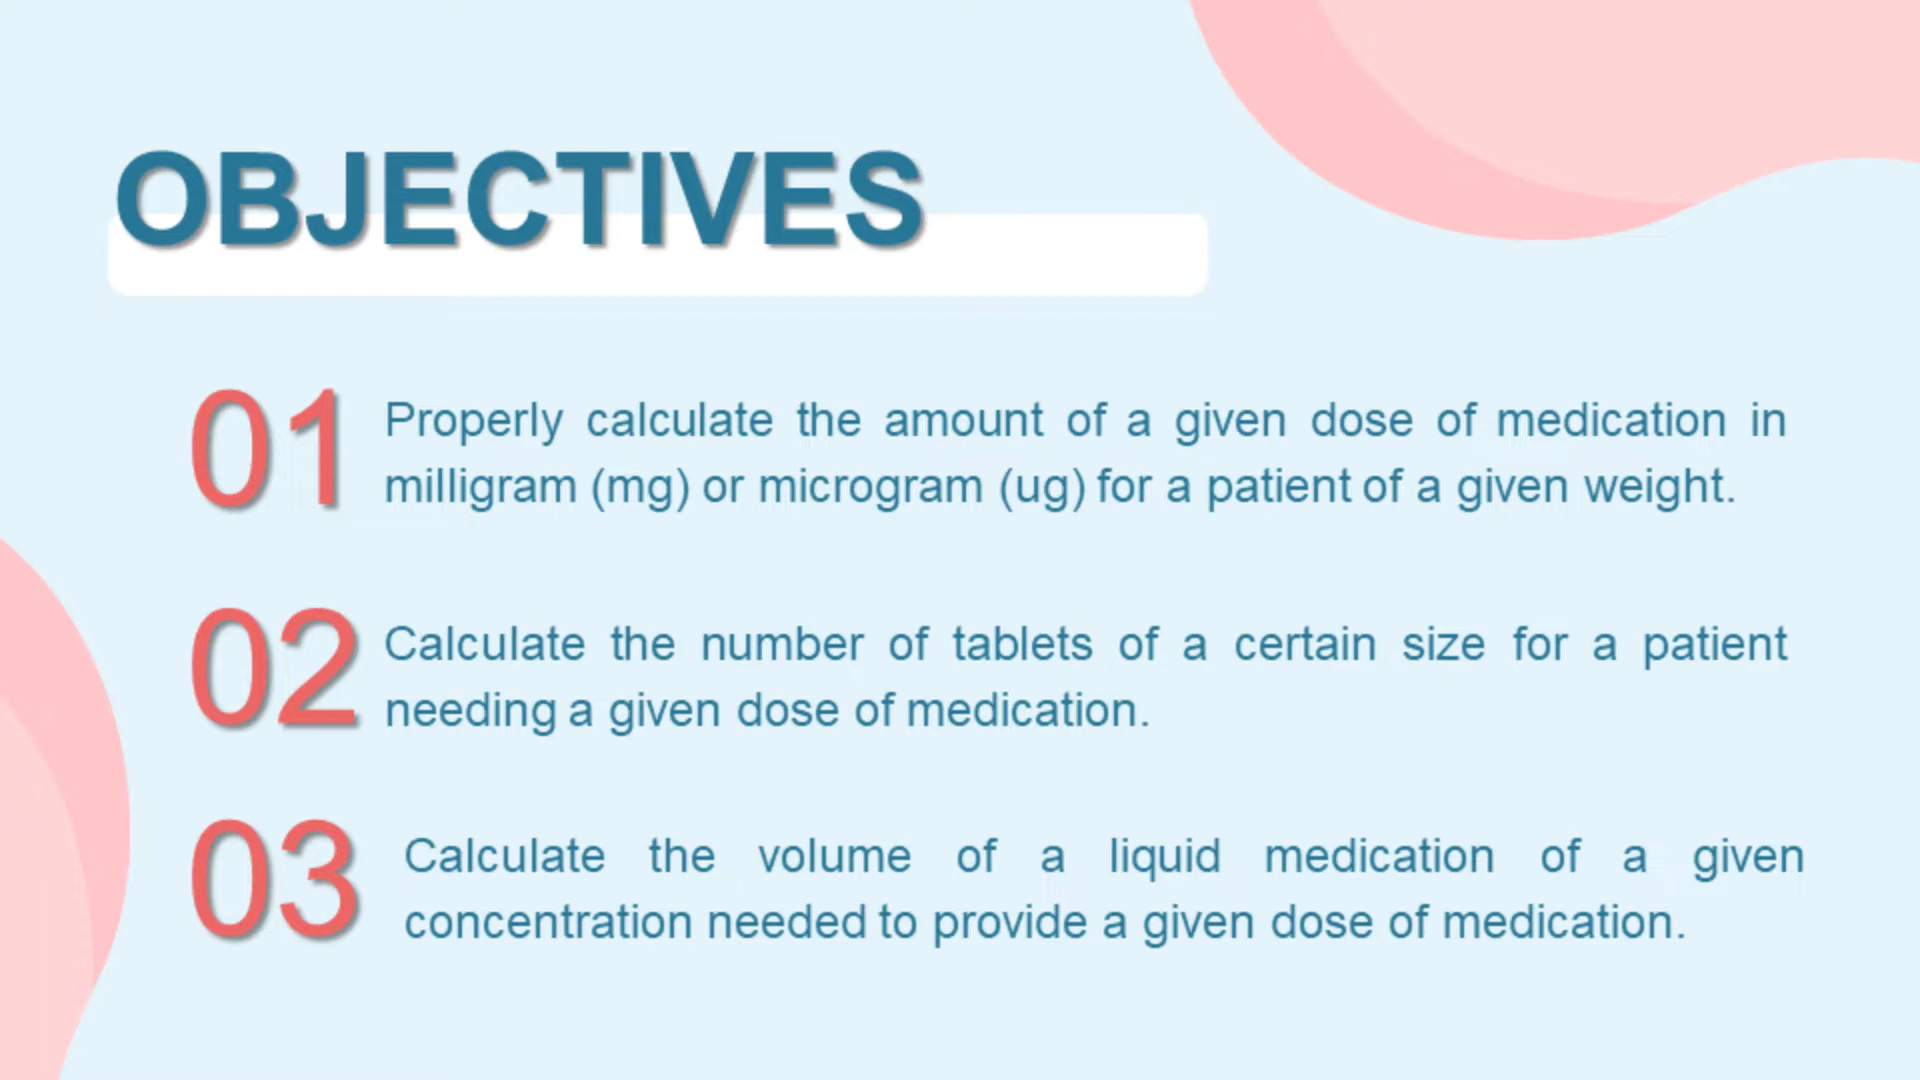 OBJECTIVES
01
Properly calculate the amount of a given dose of medication in
milligram (mg) or microgram (ug) for a patient of a given weight.
02
Calculate the number of tablets of a certain size for a patient
needing a given dose of medication.
03
Calculate the volume of a liquid medication of a given
concentration needed to provide a given dose of medication.